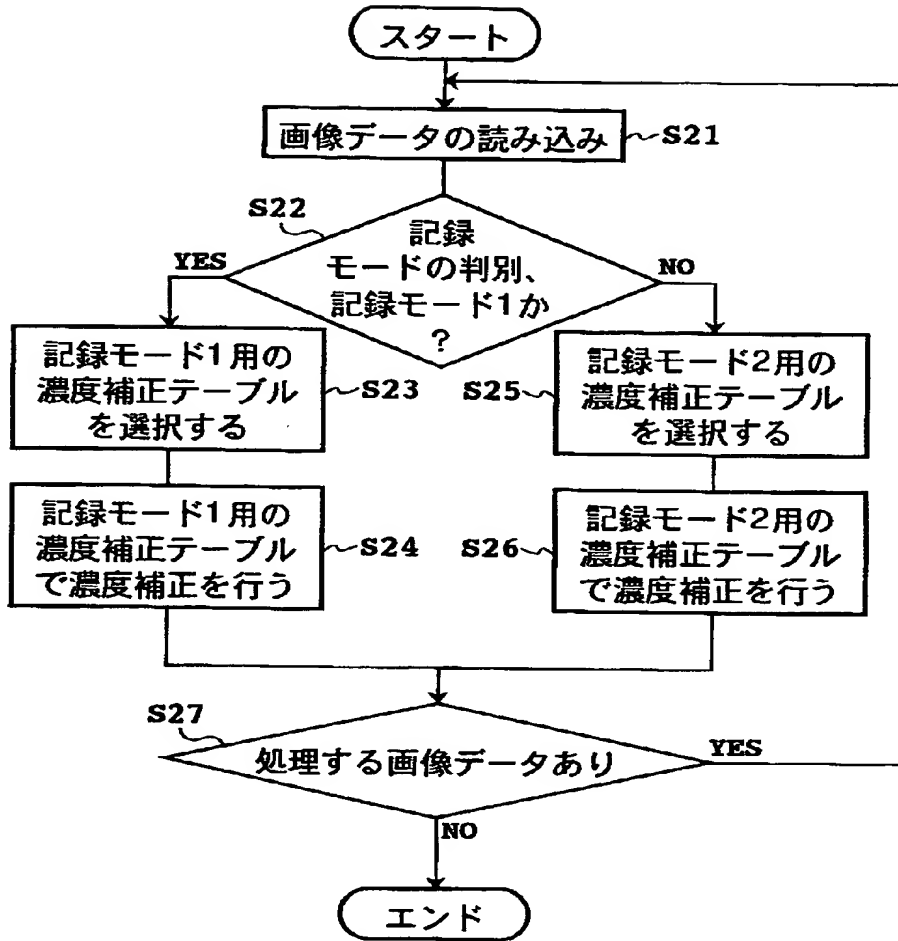 スタート
画像データの読み込み
S21
S22
記録
モードの判別、
記録モード1か
?
YES
NO
記録モード1用の
濃度補正テーブル
を選択する
S23
S25
記録モード2用の
濃度補正テーブル
を選択する
記録モード1用の
濃度補正テーブル
で濃度補正を行う
S24
S26
記録モード2用の
濃度補正テーブル
で濃度補正を行う
S27
処理する画像データあり
YES
NO
エンド